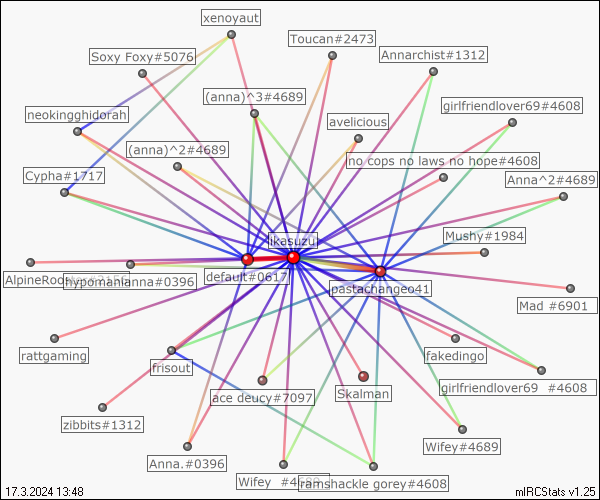 xenoyaut
Toucan#2473
Soxy Foxy#5076
Annarchist#1312
(anna)^3#4689
girlfriendlover69#4608
neokingghidorah
avelicious
(anna)^2#4689
no cops no laws no hope#4608
Cypha#1717
Anna^2#4689
ikasuzu
Mushy#1984
default#0617
AlpineRoo
hypomanianna#0396
pastachangeo41
Mad #6901
rattgaming
frisout
fakedingo
girlfriendlover69 #4608
ace deucy#7097
Skalman
zibbits#1312
Wifey#4689
Anna.#0396
Wifey
ramshackle gorey#4608
17.3.2024 13:48
mIRCStats v1.25